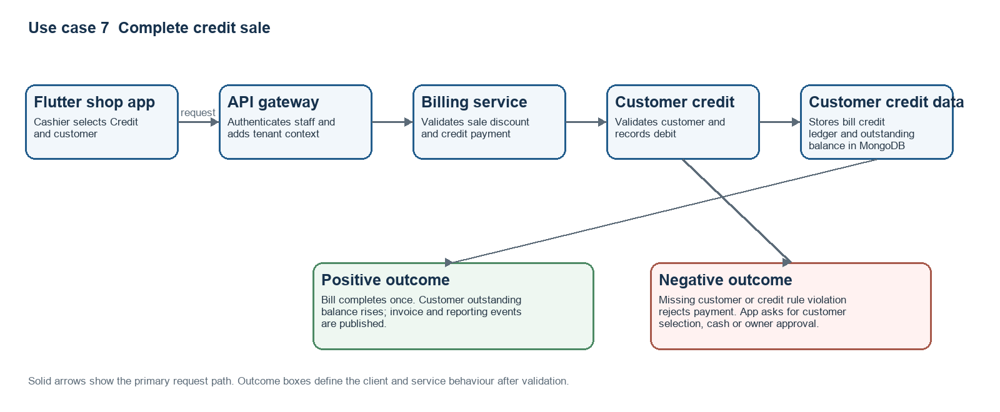 Use case 7  Complete credit sale
Flutter shop app
Cashier selects Credit
and customer
request
API gateway
Authenticates staff and
adds tenant context
Billing service
Validates sale discount
and credit payment
Customer credit
Validates customer and
records debit
Customer credit data
Stores bill credit
ledger and outstanding
balance in MongoDB
Positive outcome
Bill completes once. Customer outstanding
balance rises; invoice and reporting events
are published.
Negative outcome
Missing customer or credit rule violation
rejects payment. App asks for customer
selection, cash or owner approval.
Solid arrows show the primary request path. Outcome boxes define the client and service behaviour after validation.